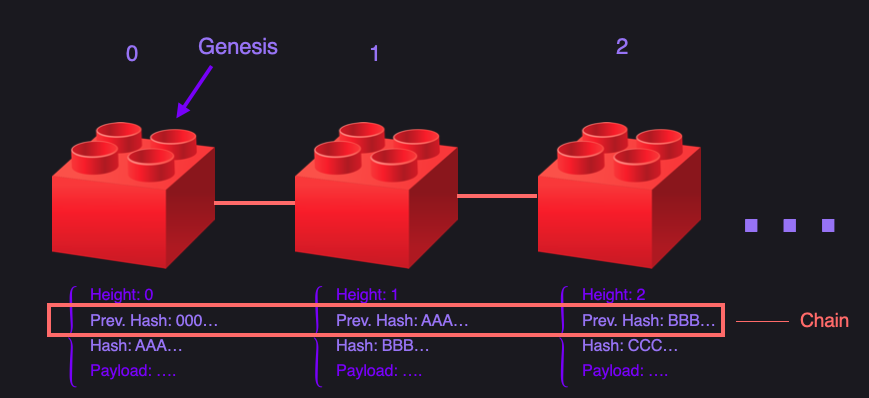 0
Genesis
1
2
Height: 0
Height: 1
Height: 2
Prev. Hash: 000...
Prev. Hash: AAA...
Prev. Hash: BBB...
Chain
Hash: AAA...
Hash: BBB...
Hash: CCC...
Payload: ....
Payload: ....
Payload: ....